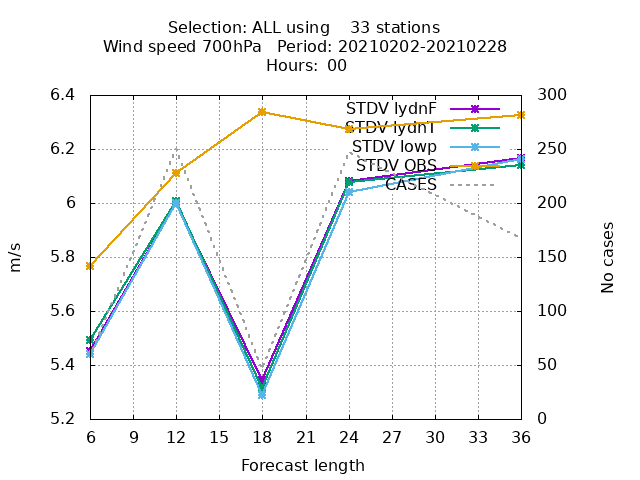 Selection: ALL using    33 stations
Wind speed 700hPa   Period: 20210202-20210228
Hours:  00
6.4
6.2
6
5.8
5.6
5.4
5.2
m/s
STDV lydnF
STDV lydnT
STDV lowp
STDV OBS
CASES
300
250
200
150
100
50
0
No cases
6 9 12 15 18 21 24 27 30 33 36
Forecast length